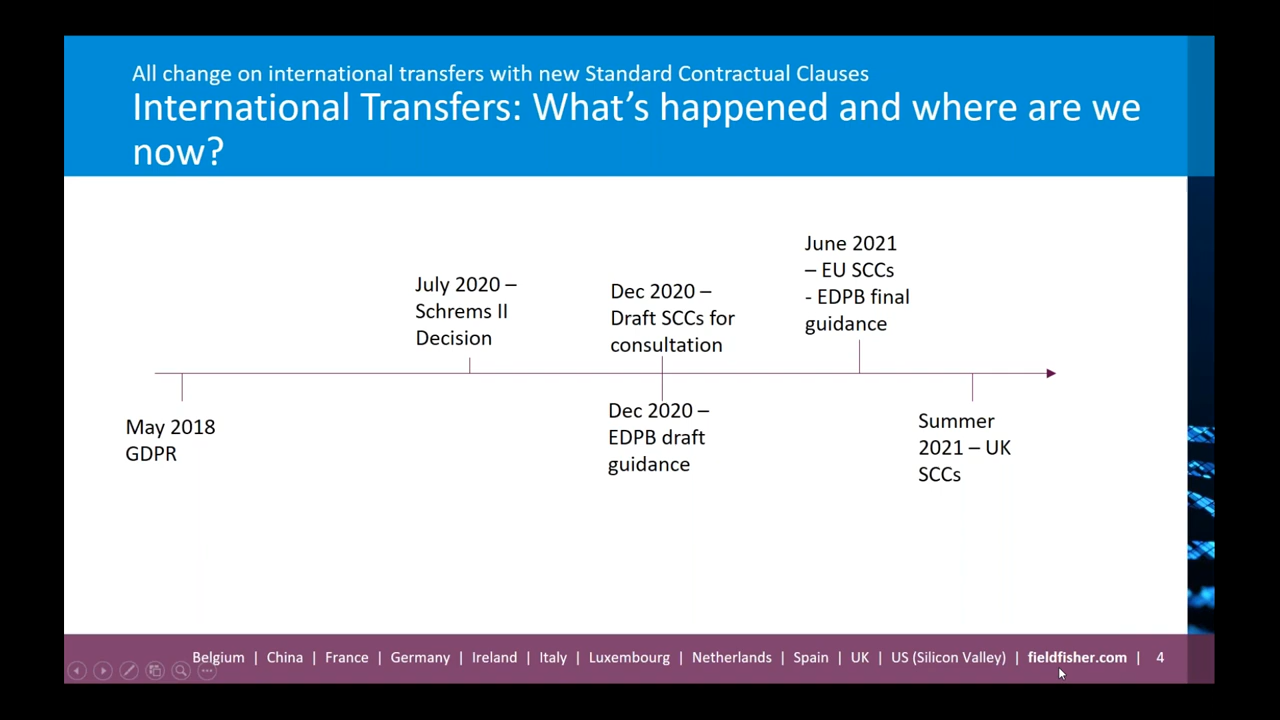 All change on international transfers with new Standard Contractual Clauses
International Transfers: What's happened and where are we
now?
May 2018
GDPR
July 2020 –
Schrems II
Decision
Dec 2020 –
Draft SCCs for
consultation
Dec 2020 –
EDPB draft
guidance
June 2021
– EU SCCs
- EDPB final
guidance
Summer
2021 – UK
SCCs
Belgium | China | France | Germany | Ireland | Italy | Luxembourg | Netherlands | Spain | UK | US (Silicon Valley) | fieldfisher.com | 4